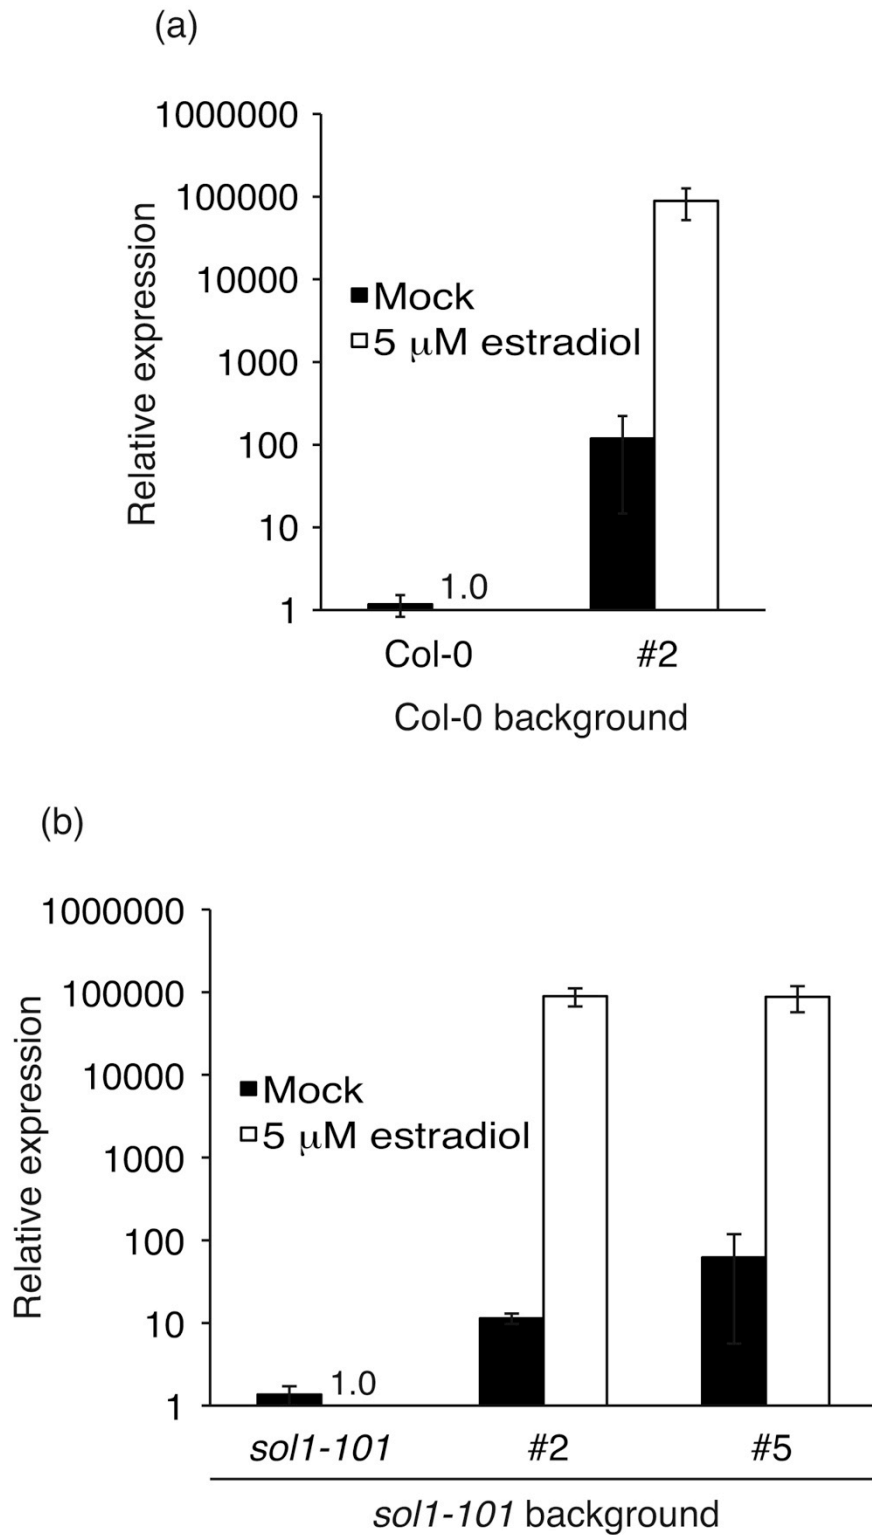 (a)
1000000
100000
10000
1000
100
10
1
Relative expression
Mock
5 μM estradiol
1.0
Col-0 #2
Col-0 background
(b)
1000000
100000
10000
1000
100
10
1
Relative expression
Mock
5 μM estradiol
1.0
sol1-101 #2 #5
sol1-101 background